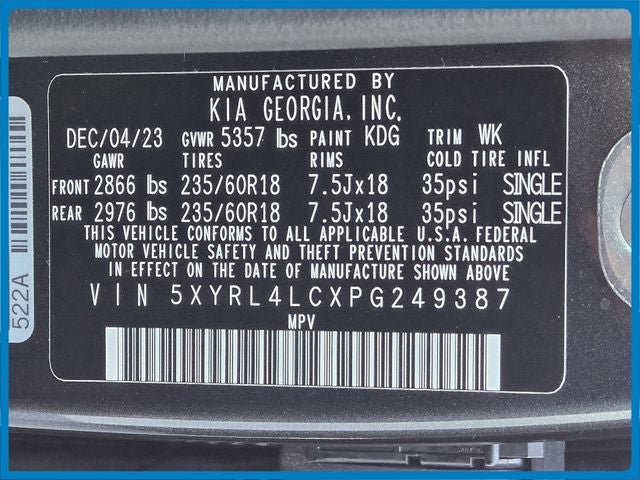 MANUFACTURED BY
KIA GEORGIA, INC.
DEC/04/23 GVWR 5357 lbs PAINT KDG TRIM WK
GAWR TIRES RIMS COLD TIRE INFL
FRONT 2866 lbs 235/60R18 7.5Jx18 35psi SINGLE
REAR 2976 lbs 235/60R18 7.5Jx18 35psi SINGLE
THIS VEHICLE CONFORMS TO ALL APPLICABLE U.S.A. FEDERAL
MOTOR VEHICLE SAFETY AND THEFT PREVENTION STANDARDS
IN EFFECT ON THE DATE OF MANUFACTURE SHOWN ABOVE
VIN 5XYRL4LCXPG249387
MPV
522A